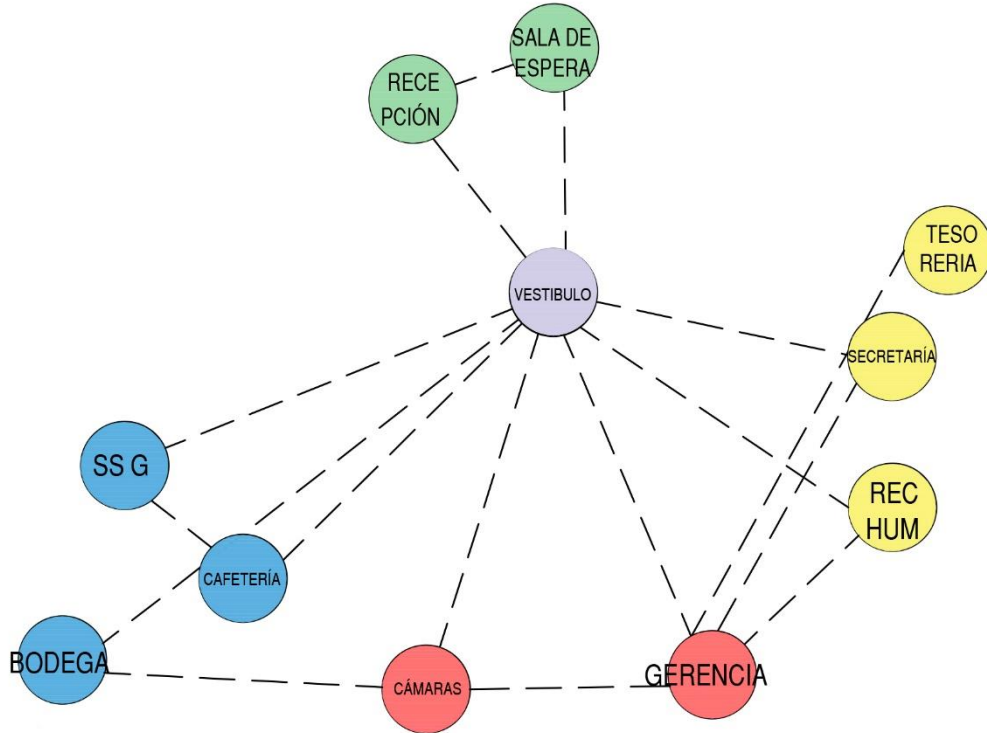 SALA DE
ESPERA
RECE
PCIÓN
TESO
RERIA
VESTIBULO
SECRETARÍA
SS G
REC
HUM
CAFETERÍA
BODEGA
CÁMARAS
GERENCIA